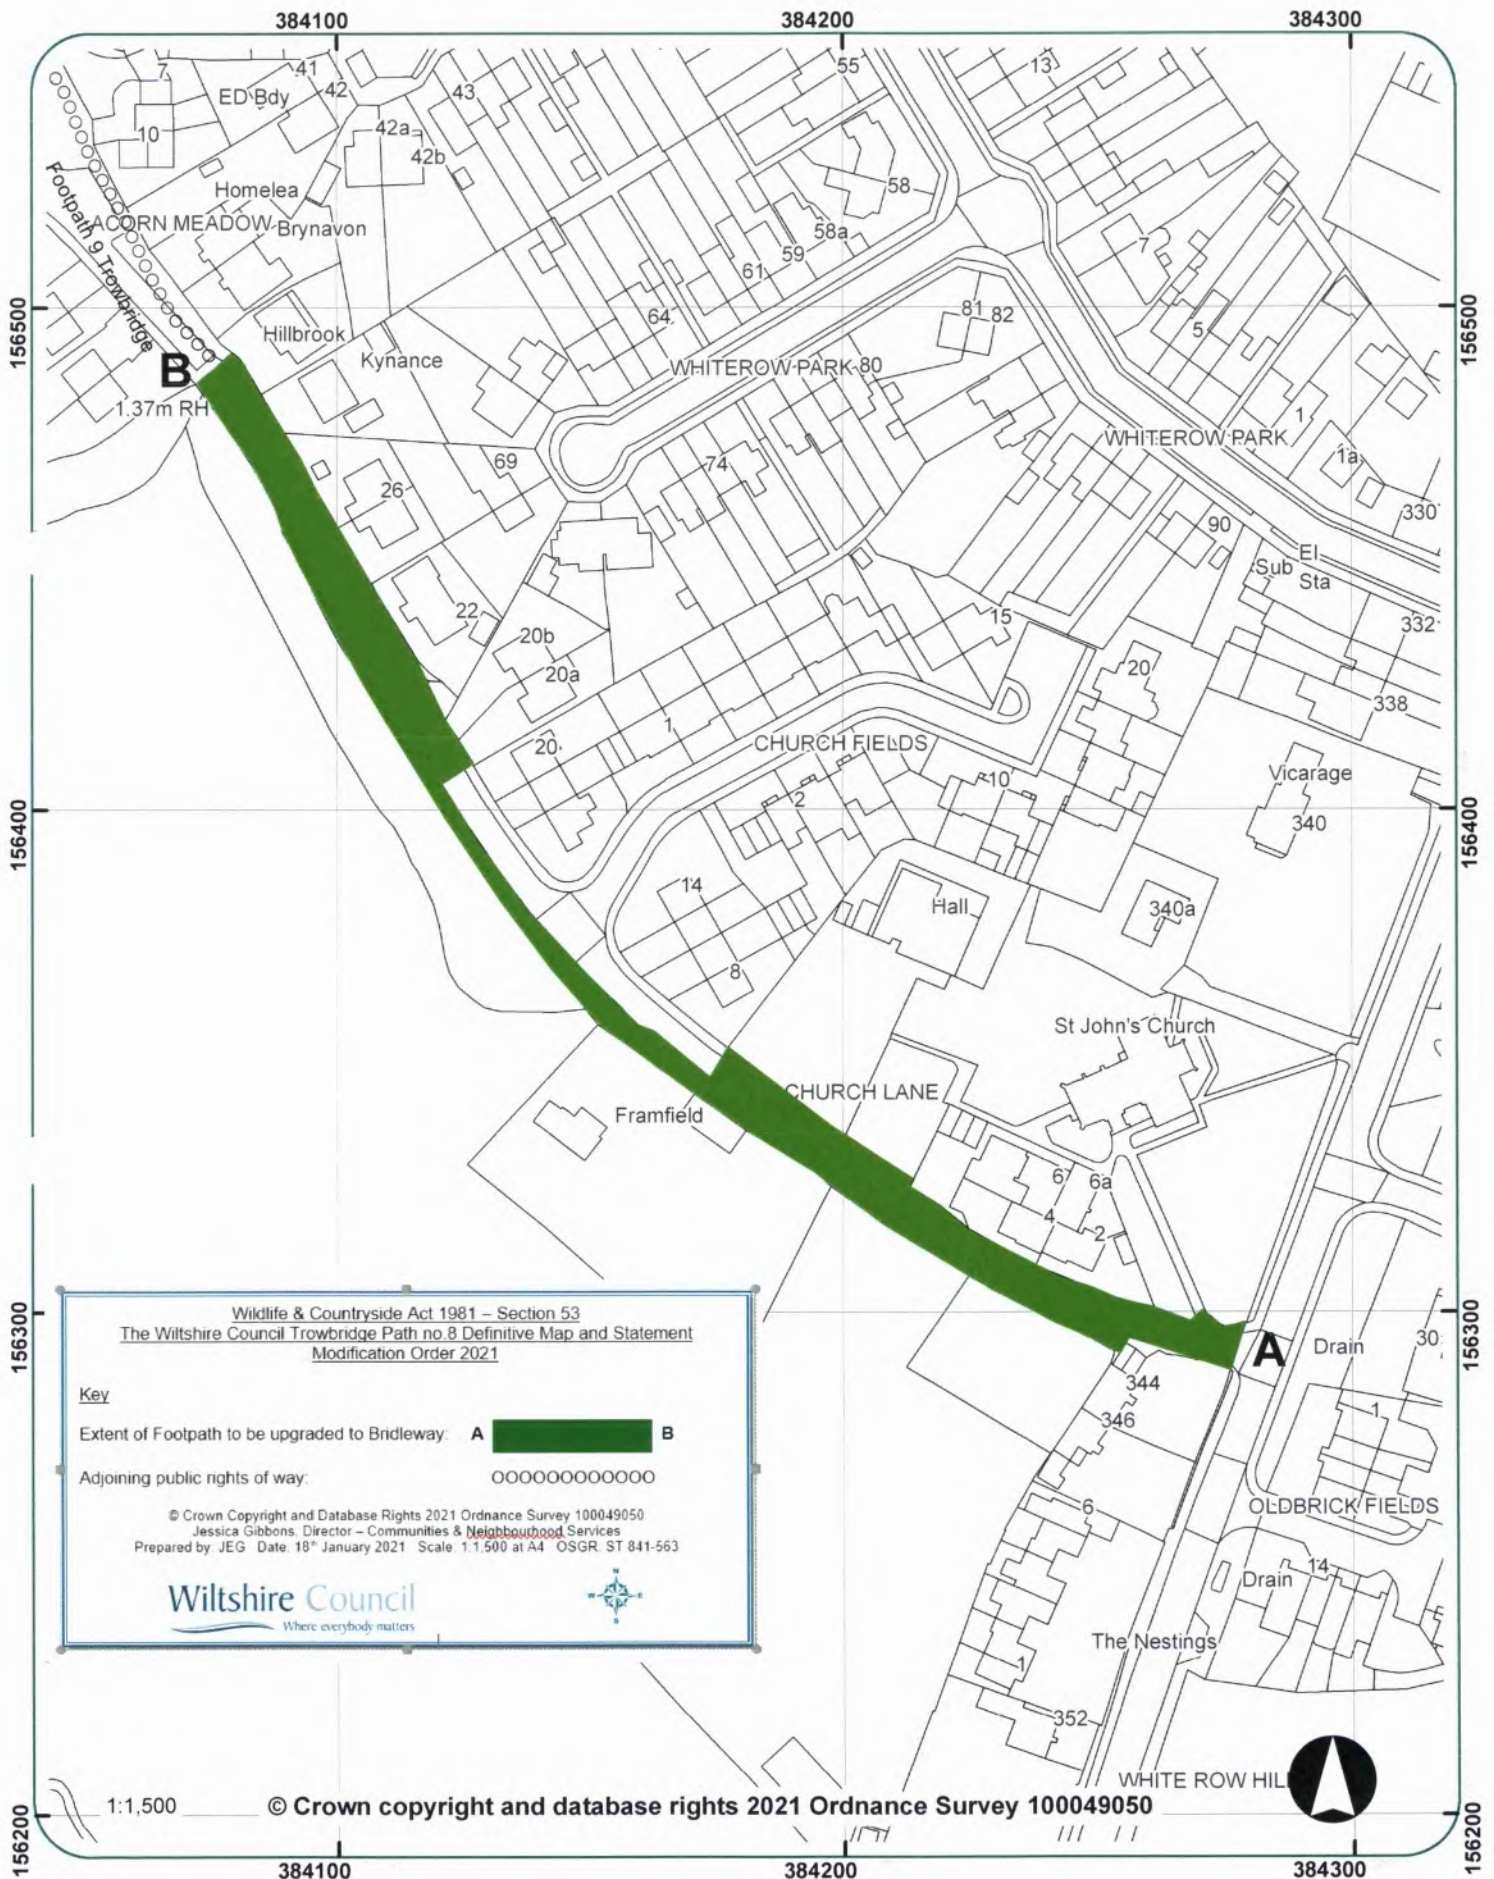 384100
384200
384300
7
41
42
43
55
13
ED Bdy
10
42a
42b
Footpath 9 Trowbridge
Homelea
58
ACORN MEADOW
Brynavon
58a
59
7
61
156500
156500
64
81
82
5
Hillbrook
Kynance
WHITEROW PARK
80
B
1.37m RH
1
WHITEROW PARK
1a
69
74
26
330
90
El
Sub
Sta
22
15
332
20b
20a
20
338
1
20
CHURCH FIELDS
Vicarage
10
2
340
156400
156400
14
Hall
340a
8
St John's Church
CHURCH LANE
Framfield
6
6a
4
2
156300
156300
A
Drain
30
344
346
1
6
OLDBRICK FIELDS
14
Drain
The Nestings
1
352
Wildlife & Countryside Act 1981 – Section 53
The Wiltshire Council Trowbridge Path no.8 Definitive Map and Statement
Modification Order 2021
Key
Extent of Footpath to be upgraded to Bridleway: A B
Adjoining public rights of way: OOOOOOOOOOOOO
© Crown Copyright and Database Rights 2021 Ordnance Survey 100049050
Jessica Gibbons, Director – Communities & Neighbourhood Services
Prepared by: JEG Date: 18th January 2021 Scale: 1:1,500 at A4 OSGR: ST 841-563
N
W E
S
Wiltshire Council
Where everybody matters
WHITE ROW HIL
1:1,500
© Crown copyright and database rights 2021 Ordnance Survey 100049050
156200
156200
384100
384200
384300